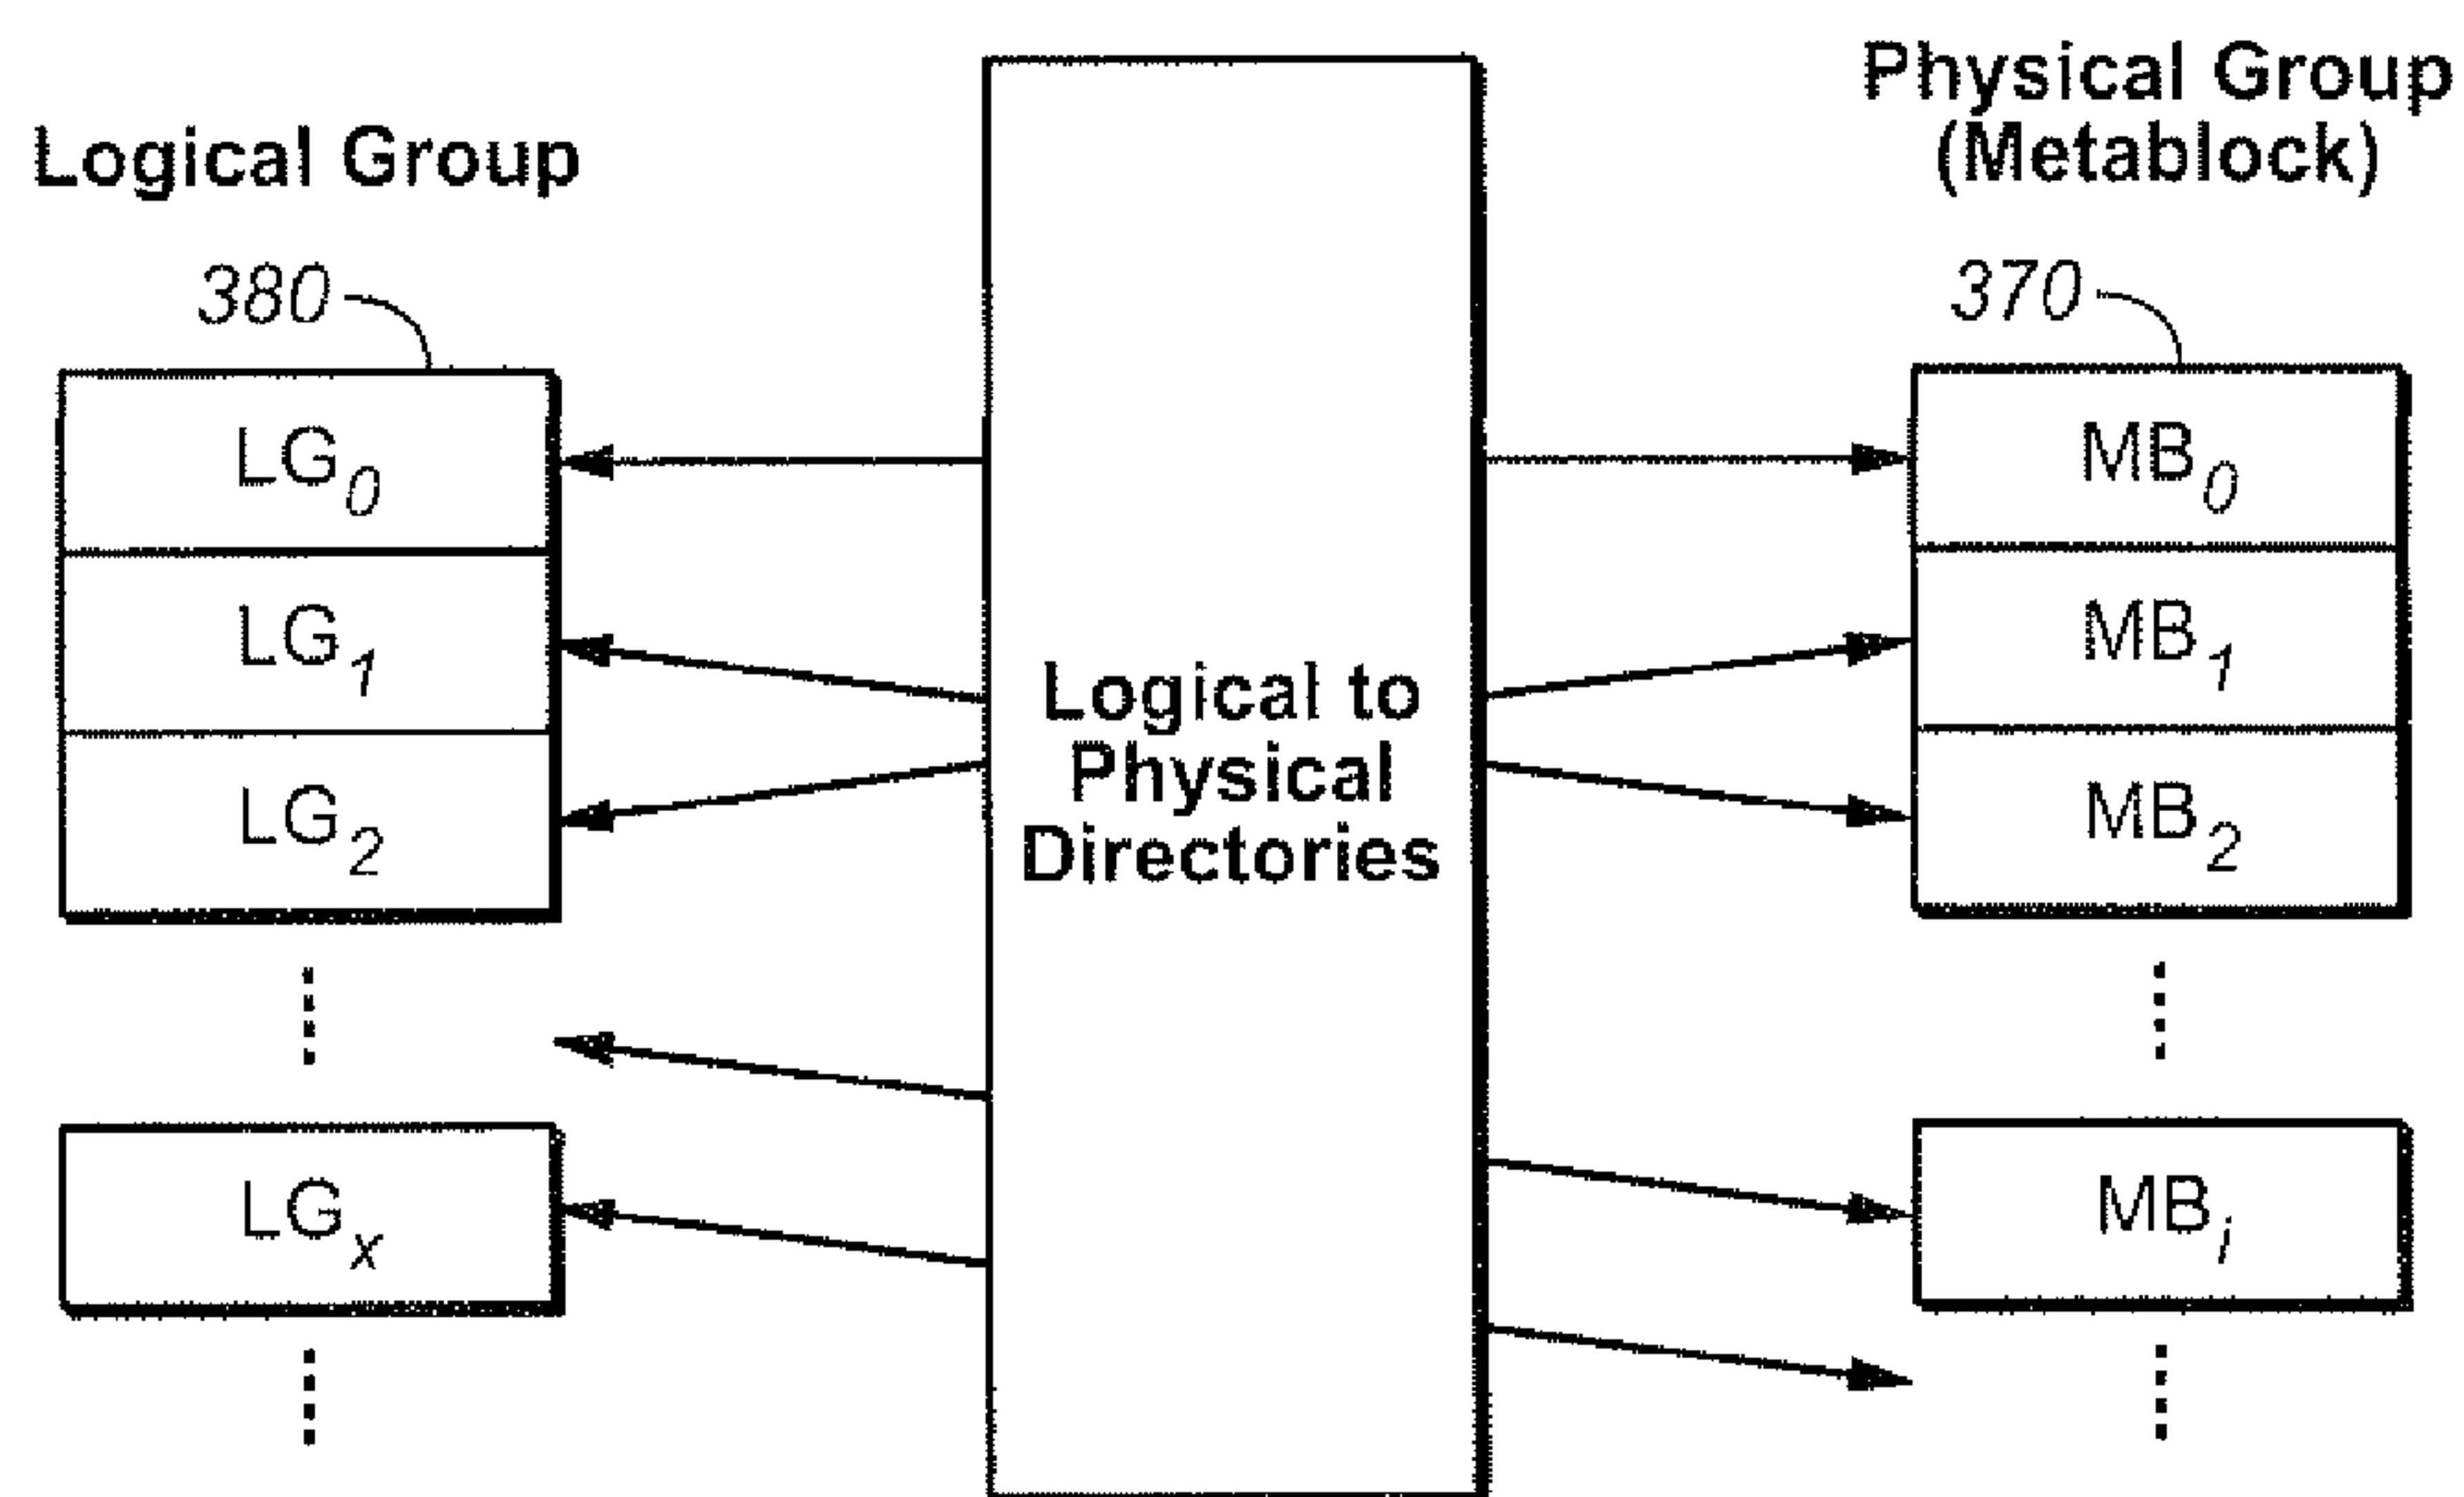 Logical Group
Physical Group
(Metablock)
380
370
LG0
MB0
LG1
MB1
LG2
MB2
Logical to
Physical
Directories
LGx
MBi